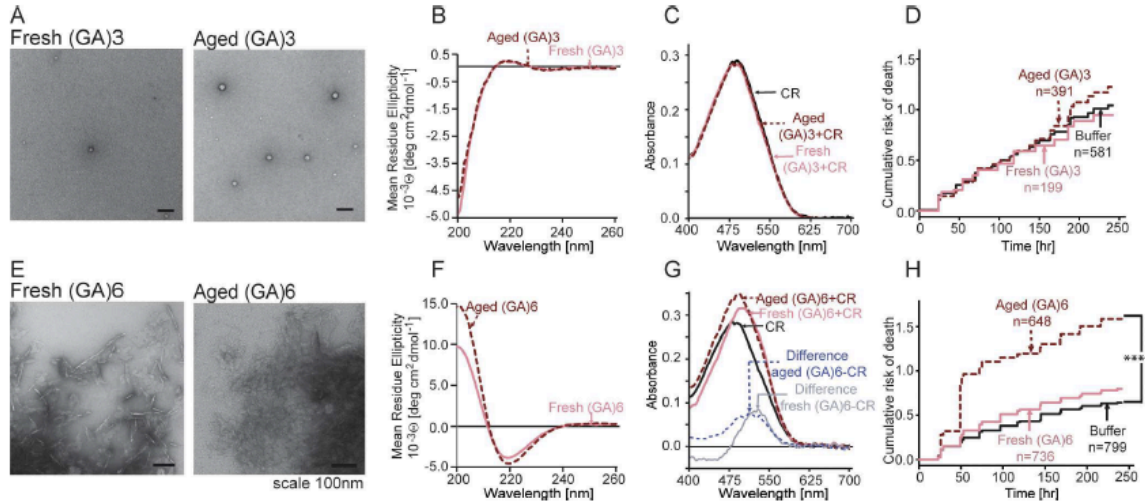 A
Fresh (GA)3
Aged (GA)3
B
Mean Residue Ellipticity
10⁻³Θ [deg cm²dmol⁻¹]
0.5
-0.5
-1.0
-2.0
-3.0
-4.0
-5.0
200
220
240
260
Wavelength [nm]
Aged (GA)3
Fresh (GA)3
C
Absorbance
0.3
0.2
0.1
0.0
400
475
550
625
700
Wavelength [nm]
CR
Aged
(GA)3+CR
Fresh
(GA)3+CR
D
Cumulative risk of death
1.5
1.0
0.5
0.0
0
50
100
150
200
250
Time [hr]
Aged (GA)3
n=391
Buffer
n=581
Fresh (GA)3
n=199
E
Fresh (GA)6
Aged (GA)6
scale 100nm
F
Mean Residue Ellipticity
10⁻³Θ [deg cm²dmol⁻¹]
15.0
10.0
5.0
0.0
-5.0
200
220
240
260
Wavelength [nm]
Aged (GA)6
Fresh (GA)6
G
Absorbance
0.3
0.2
0.1
0
400
475
550
625
700
Wavelength [nm]
Aged (GA)6+CR
Fresh (GA)6+CR
CR
Difference
aged (GA)6-CR
Difference
fresh (GA)6-CR
H
Cumulative risk of death
1.5
1.0
0.5
0.0
0
50
100
150
200
250
Time [hr]
Aged (GA)6
n=648
***
Fresh (GA)6
n=736
Buffer
n=799